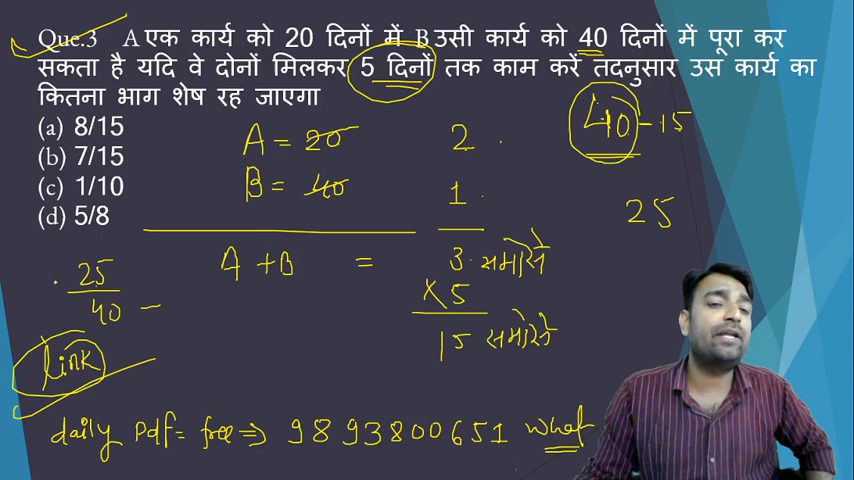 Que.3 A एक कार्य को 20 दिनों में B उसी कार्य को 40 दिनों में पूरा कर
सकता है यदि वे दोनों मिलकर 5 दिनों तक काम करें तदनुसार उस कार्य का
कितना भाग शेष रह जाएगा
(a) 8/15
(b) 7/15
(c) 1/10
(d) 5/8
A = 20 2
B = 40 1
40 - 15
25
A + B = 3 समोसे
X 5
15 समोसे
25
40 -
link
daily Pdf = free ⇒ 9893800651 what